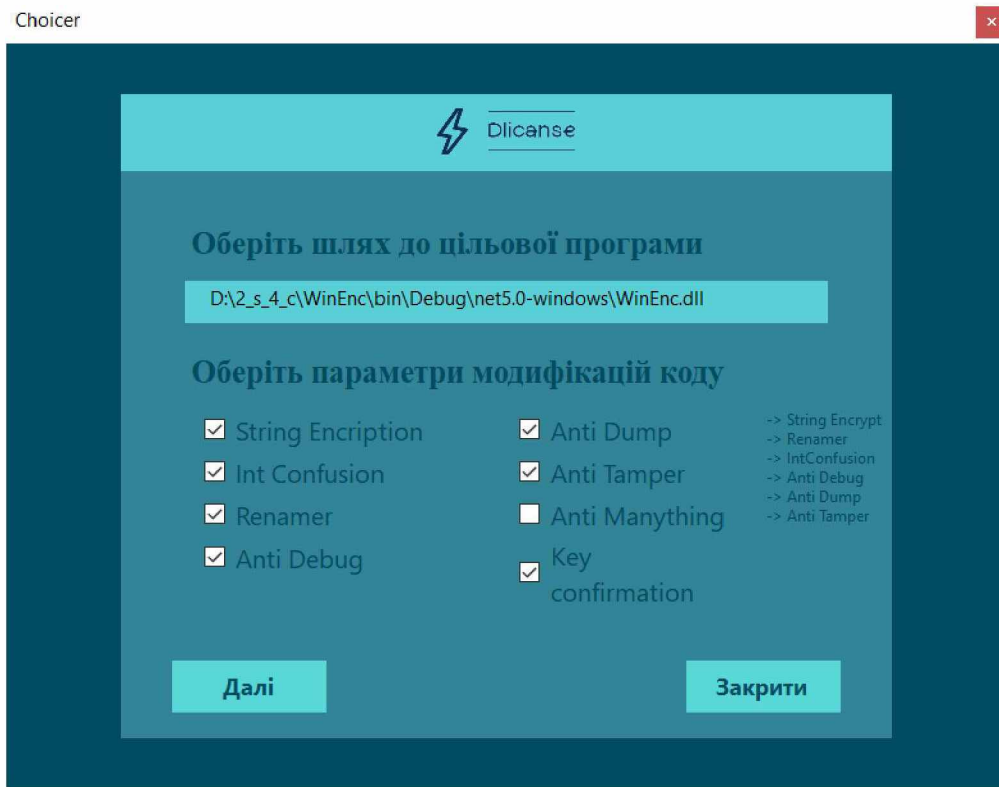 Choicer
Dlicanse
Оберіть шлях до цільової програми
D:\2_s_4_c\WinEnc\bin\Debug\net5.0-windows\WinEnc.dll
Оберіть параметри модифікацій коду
String Encription
Int Confusion
Renamer
Anti Debug
Anti Dump
Anti Tamper
Anti Manything
Key
confirmation
-> String Encrypt
-> Renamer
-> IntConfusion
-> Anti Debug
-> Anti Dump
-> Anti Tamper
Далі
Закрити